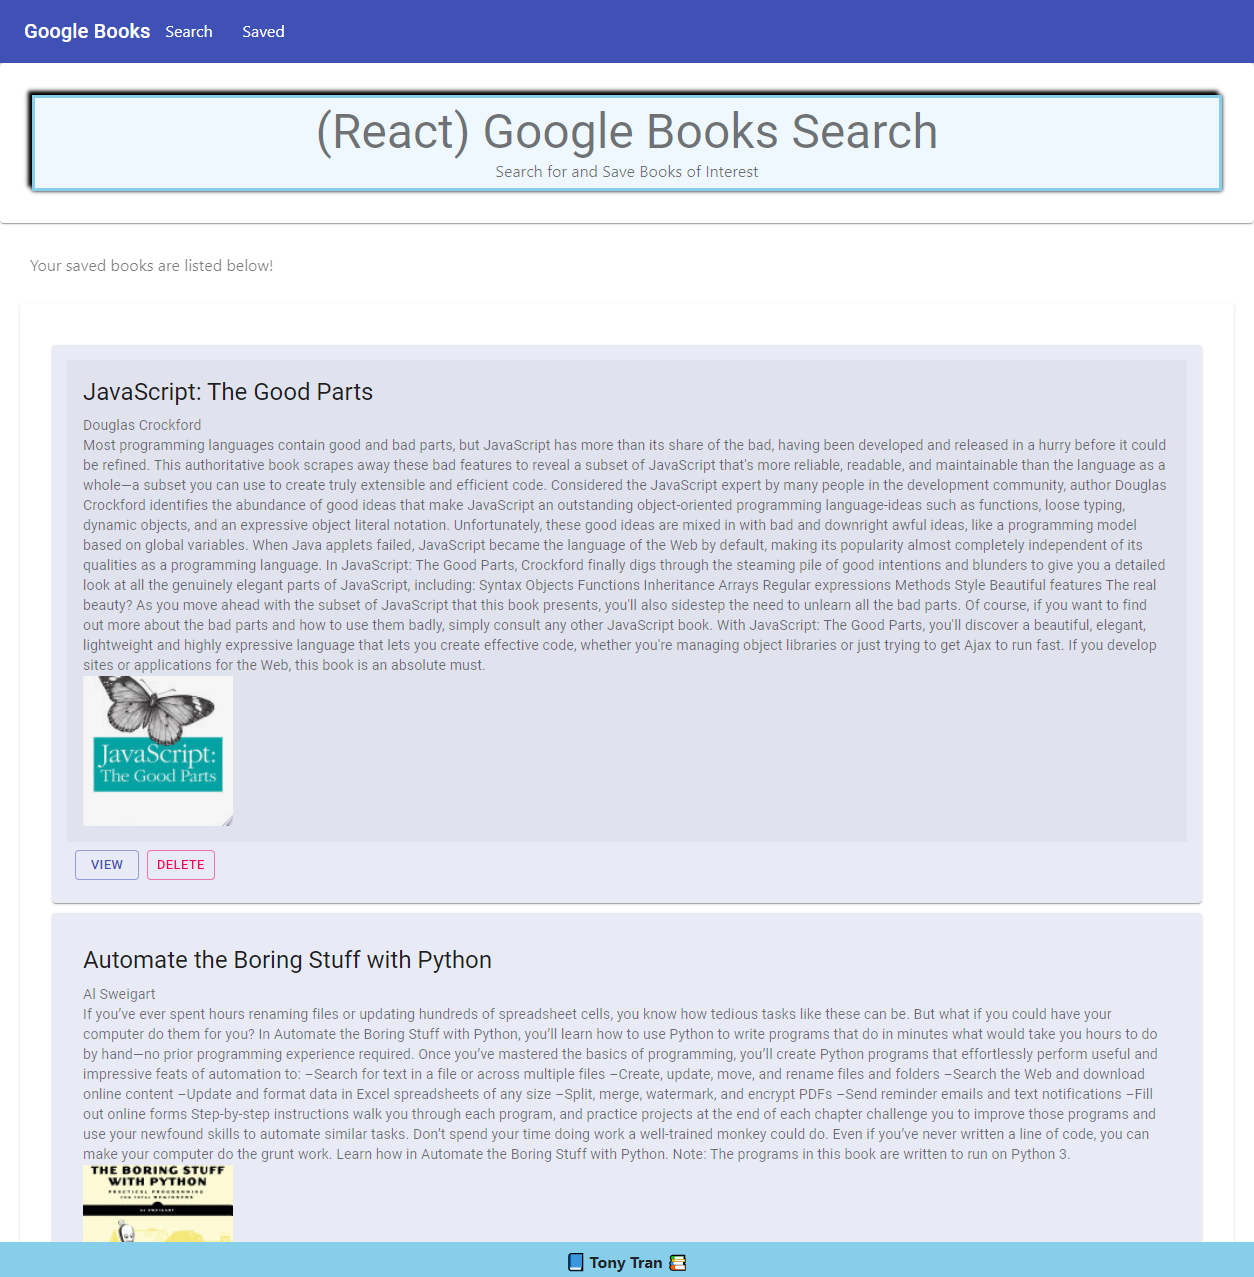 Google Books Search Saved
(React) Google Books Search
Search for and Save Books of Interest
Your saved books are listed below!
JavaScript: The Good Parts
Douglas Crockford
Most programming languages contain good and bad parts, but JavaScript has more than its share of the bad, having been developed and released in a hurry before it could
be refined. This authoritative book scrapes away these bad features to reveal a subset of JavaScript that's more reliable, readable, and maintainable than the language as a
whole—a subset you can use to create truly extensible and efficient code. Considered the JavaScript expert by many people in the development community, author Douglas
Crockford identifies the abundance of good ideas that make JavaScript an outstanding object-oriented programming language-ideas such as functions, loose typing,
dynamic objects, and an expressive object literal notation. Unfortunately, these good ideas are mixed in with bad and downright awful ideas, like a programming model
based on global variables. When Java applets failed, JavaScript became the language of the Web by default, making its popularity almost completely independent of its
qualities as a programming language. In JavaScript: The Good Parts, Crockford finally digs through the steaming pile of good intentions and blunders to give you a detailed
look at all the genuinely elegant parts of JavaScript, including: Syntax Objects Functions Inheritance Arrays Regular expressions Methods Style Beautiful features The real
beauty? As you move ahead with the subset of JavaScript that this book presents, you'll also sidestep the need to unlearn all the bad parts. Of course, if you want to find
out more about the bad parts and how to use them badly, simply consult any other JavaScript book. With JavaScript: The Good Parts, you'll discover a beautiful, elegant,
lightweight and highly expressive language that lets you create effective code, whether you're managing object libraries or just trying to get Ajax to run fast. If you develop
sites or applications for the Web, this book is an absolute must.
JavaScript:
The Good Parts
VIEW DELETE
Automate the Boring Stuff with Python
Al Sweigart
If you’ve ever spent hours renaming files or updating hundreds of spreadsheet cells, you know how tedious tasks like these can be. But what if you could have your
computer do them for you? In Automate the Boring Stuff with Python, you’ll learn how to use Python to write programs that do in minutes what would take you hours to do
by hand—no prior programming experience required. Once you’ve mastered the basics of programming, you’ll create Python programs that effortlessly perform useful and
impressive feats of automation to: –Search for text in a file or across multiple files –Create, update, move, and rename files and folders –Search the Web and download
online content –Update and format data in Excel spreadsheets of any size –Split, merge, watermark, and encrypt PDFs –Send reminder emails and text notifications –Fill
out online forms Step-by-step instructions walk you through each program, and practice projects at the end of each chapter challenge you to improve those programs and
use your newfound skills to automate similar tasks. Don’t spend your time doing work a well-trained monkey could do. Even if you’ve never written a line of code, you can
make your computer do the grunt work. Learn how in Automate the Boring Stuff with Python. Note: The programs in this book are written to run on Python 3.
THE BORING STUFF
WITH PYTHON
PRACTICAL PROGRAMMING
FOR TOTAL BEGINNERS
AL SWEIGART
Tony Tran